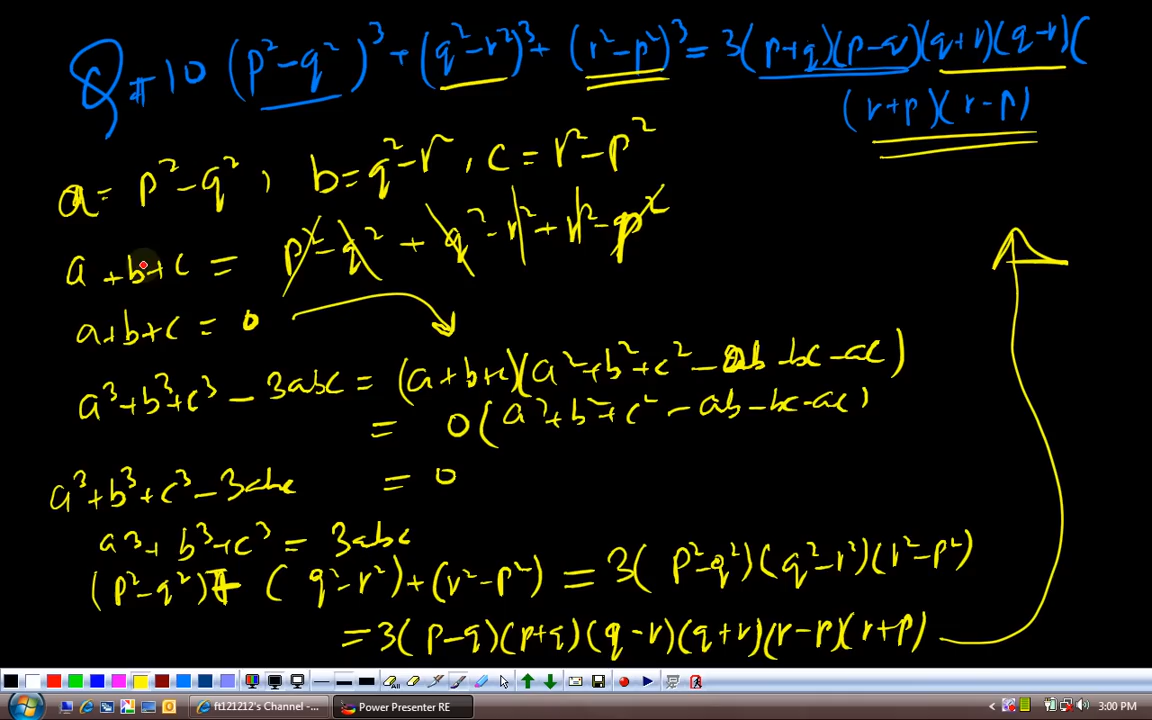 Q#10 (p²-q²)³+(q²-r²)³+(r²-p²)³=3(p+q)(p-q)(q+r)(q-r)(
(r+p)(r-p)
a=p²-q², b=q²-r, c=r²-p²
a+b+c = p²-q²+q²-r²+r²-p²
a+b+c=0
a³+b³+c³-3abc=(a+b+c)(a²+b²+c²-ab-bc-ac)
=0(a²+b²+c²-ab-bc-ac)
a³+b³+c³-3abc =0
a³+b³+c³=3abc
(p²-q²)+(q²-r²)+(r²-p²)=3(p²-q²)(q²-r²)(r²-p²)
=3(p-q)(p+q)(q-r)(q+r)(r-p)(r+p)
ft121212's Channel -... Power Presenter RE 3:00 PM